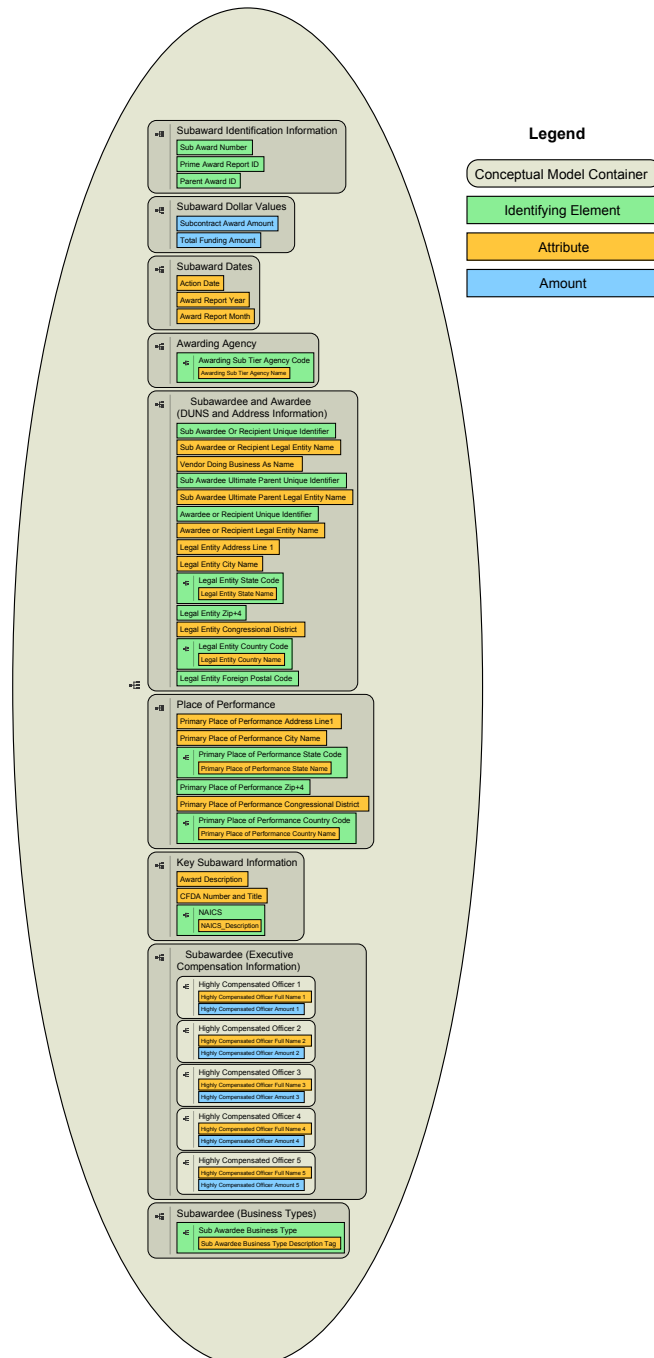 Subaward Identification Information
Sub Award Number
Prime Award Report ID
Parent Award ID
Subaward Dollar Values
Subcontract Award Amount
Total Funding Amount
Subaward Dates
Action Date
Award Report Year
Award Report Month
Awarding Agency
Awarding Sub Tier Agency Code
Awarding Sub Tier Agency Name
Subawardee and Awardee
(DUNS and Address Information)
Sub Awardee Or Recipient Unique Identifier
Sub Awardee or Recipient Legal Entity Name
Vendor Doing Business As Name
Sub Awardee Ultimate Parent Unique Identifier
Sub Awardee Ultimate Parent Legal Entity Name
Awardee or Recipient Unique Identifier
Awardee or Recipient Legal Entity Name
Legal Entity Address Line 1
Legal Entity City Name
Legal Entity State Code
Legal Entity State Name
Legal Entity Zip+4
Legal Entity Congressional District
Legal Entity Country Code
Legal Entity Country Name
Legal Entity Foreign Postal Code
Place of Performance
Primary Place of Performance Address Line1
Primary Place of Performance City Name
Primary Place of Performance State Code
Primary Place of Performance State Name
Primary Place of Performance Zip+4
Primary Place of Performance Congressional District
Primary Place of Performance Country Code
Primary Place of Performance Country Name
Key Subaward Information
Award Description
CFDA Number and Title
NAICS
NAICS_Description
Subawardee (Executive
Compensation Information)
Highly Compensated Officer 1
Highly Compensated Officer Full Name 1
Highly Compensated Officer Amount 1
Highly Compensated Officer 2
Highly Compensated Officer Full Name 2
Highly Compensated Officer Amount 2
Highly Compensated Officer 3
Highly Compensated Officer Full Name 3
Highly Compensated Officer Amount 3
Highly Compensated Officer 4
Highly Compensated Officer Full Name 4
Highly Compensated Officer Amount 4
Highly Compensated Officer 5
Highly Compensated Officer Full Name 5
Highly Compensated Officer Amount 5
Subawardee (Business Types)
Sub Awardee Business Type
Sub Awardee Business Type Description Tag
Legend
Conceptual Model Container
Identifying Element
Attribute
Amount